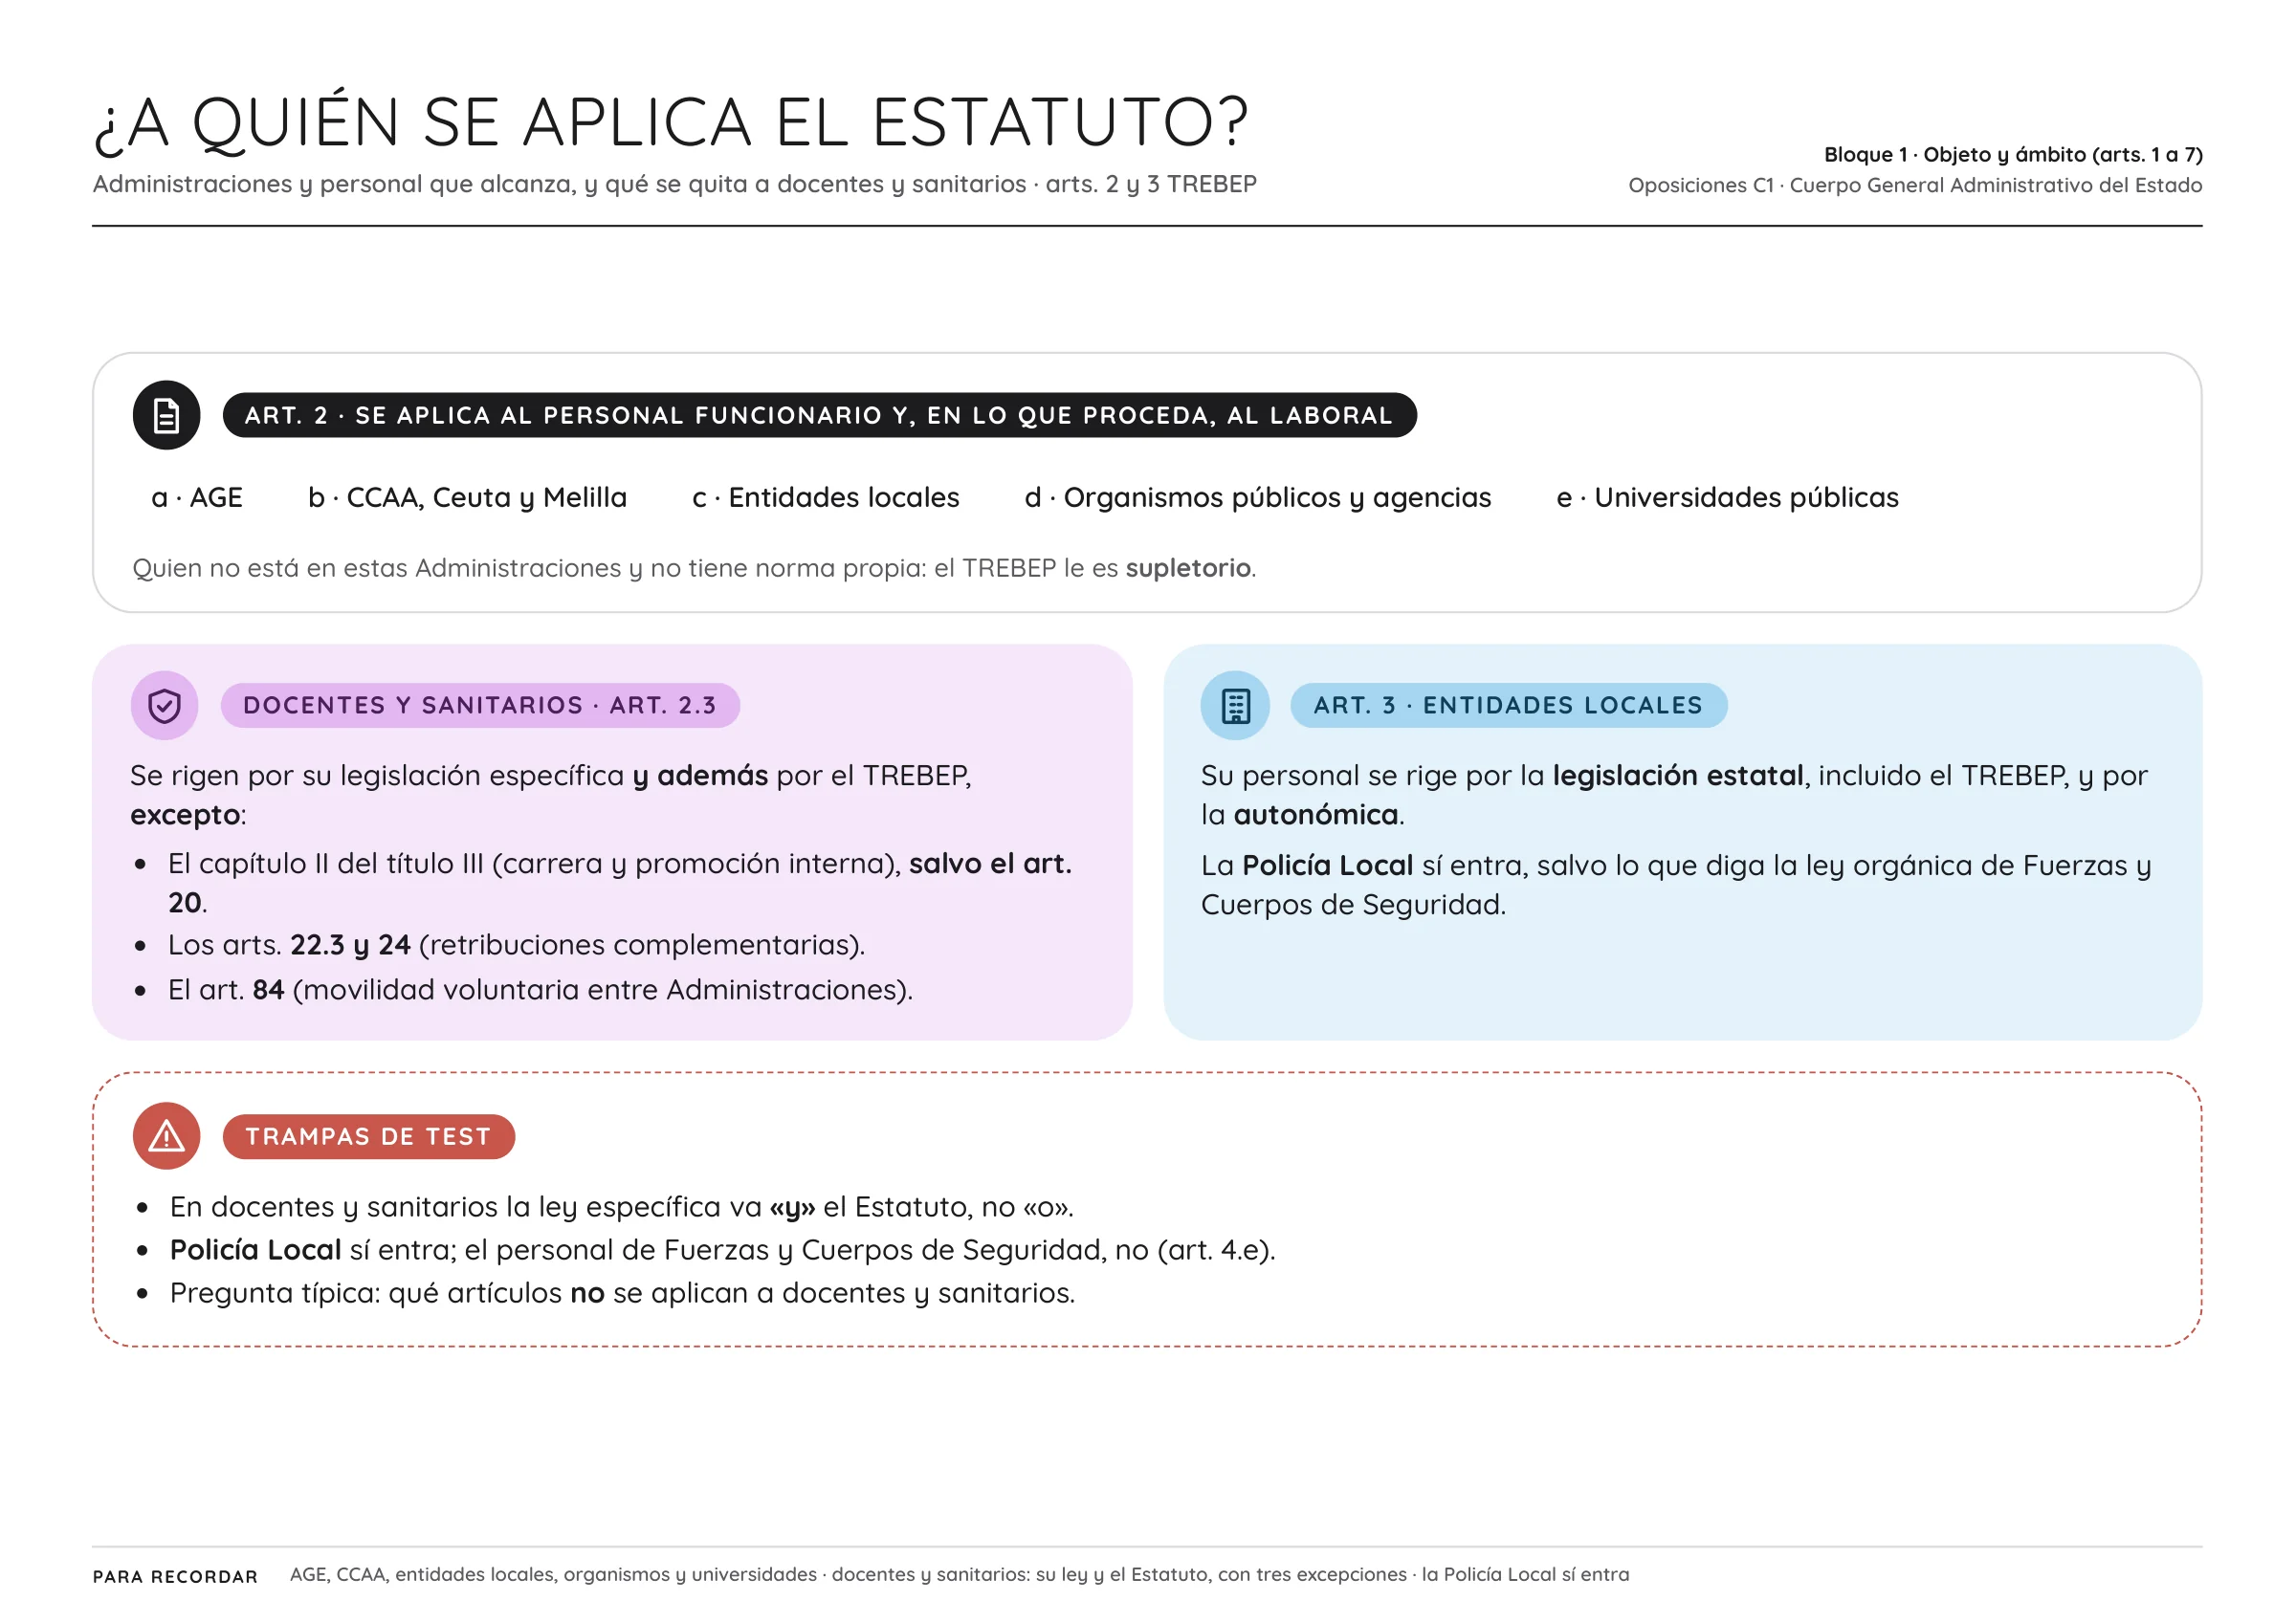 ¿A QUIÉN SE APLICA EL ESTATUTO?
Administraciones y personal que alcanza, y qué se quita a docentes y sanitarios · arts. 2 y 3 TREBEP
Bloque 1 · Objeto y ámbito (arts. 1 a 7)
Oposiciones C1 · Cuerpo General Administrativo del Estado
ART. 2 · SE APLICA AL PERSONAL FUNCIONARIO Y, EN LO QUE PROCEDA, AL LABORAL
a · AGE b · CCAA, Ceuta y Melilla c · Entidades locales d · Organismos públicos y agencias e · Universidades públicas
Quien no está en estas Administraciones y no tiene norma propia: el TREBEP le es supletorio.
DOCENTES Y SANITARIOS · ART. 2.3
Se rigen por su legislación específica y además por el TREBEP,
excepto:
• El capítulo II del título III (carrera y promoción interna), salvo el art.
20.
• Los arts. 22.3 y 24 (retribuciones complementarias).
• El art. 84 (movilidad voluntaria entre Administraciones).
ART. 3 · ENTIDADES LOCALES
Su personal se rige por la legislación estatal, incluido el TREBEP, y por
la autonómica.
La Policía Local sí entra, salvo lo que diga la ley orgánica de Fuerzas y
Cuerpos de Seguridad.
TRAMPAS DE TEST
• En docentes y sanitarios la ley específica va «y» el Estatuto, no «o».
• Policía Local sí entra; el personal de Fuerzas y Cuerpos de Seguridad, no (art. 4.e).
• Pregunta típica: qué artículos no se aplican a docentes y sanitarios.
PARA RECORDAR AGE, CCAA, entidades locales, organismos y universidades · docentes y sanitarios: su ley y el Estatuto, con tres excepciones · la Policía Local sí entra